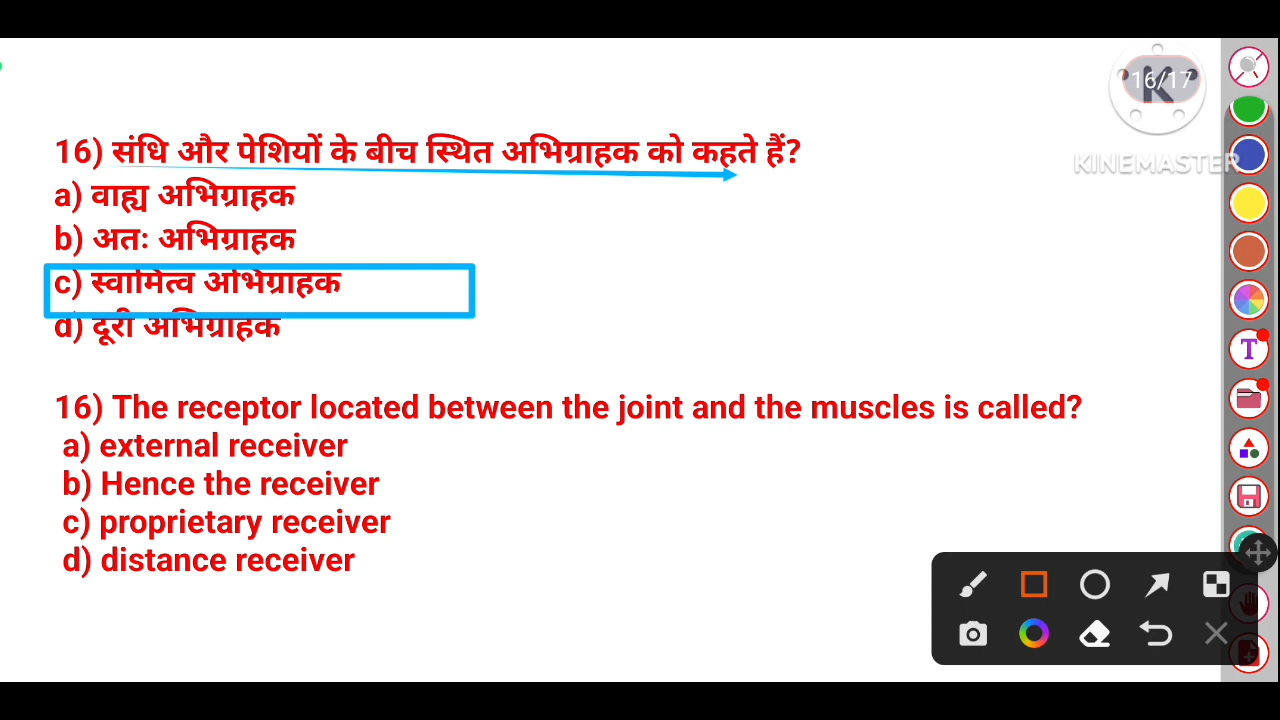 16/17
KINEMASTER
16) संधि और पेशियों के बीच स्थित अभिग्राहक को कहते हैं?
a) वाह्य अभिग्राहक
b) अतः अभिग्राहक
c) स्वामित्व अभिग्राहक
d) दूरी अभिग्राहक
16) The receptor located between the joint and the muscles is called?
a) external receiver
b) Hence the receiver
c) proprietary receiver
d) distance receiver
K
T